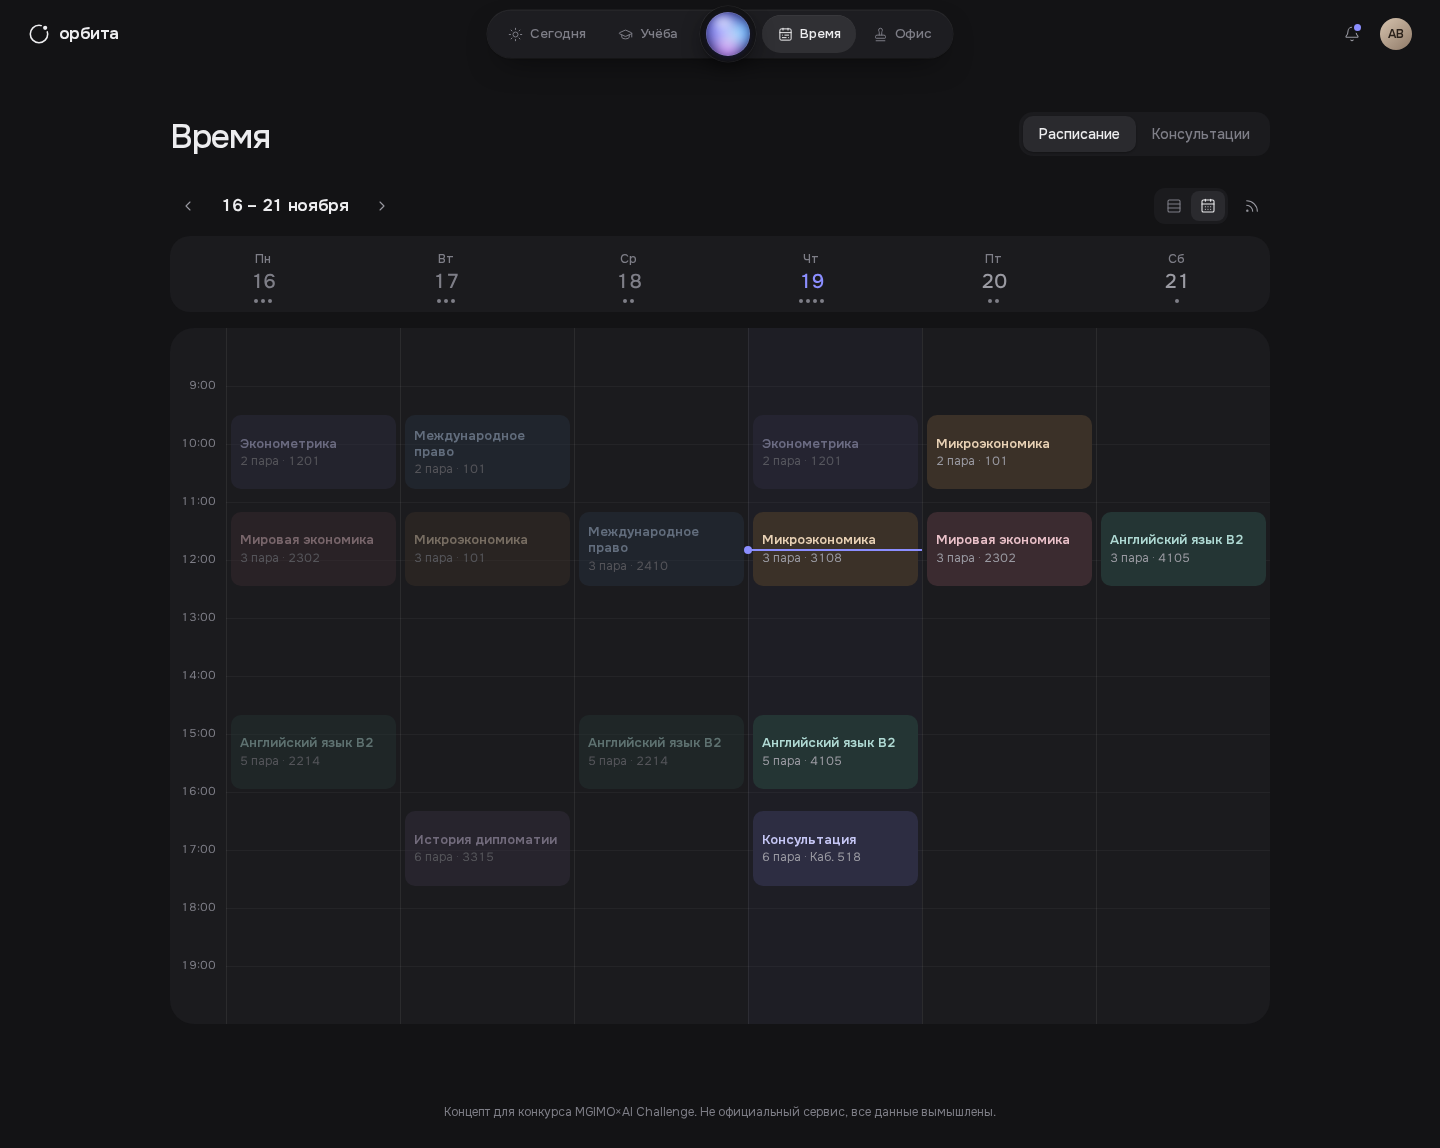 орбита
Сегодня
Учёба
Время
Офис
АВ
Время
Расписание
Консультации
16 – 21 ноября
Пн
Вт
Ср
Чт
Пт
Сб
16
17
18
19
20
21
9:00
10:00
11:00
12:00
13:00
14:00
15:00
16:00
17:00
18:00
19:00
Эконометрика
2 пара · 1201
Мировая экономика
3 пара · 2302
Английский язык B2
5 пара · 2214
Международное
право
2 пара · 101
Микроэкономика
3 пара · 101
История дипломатии
6 пара · 3315
Международное
право
3 пара · 2410
Английский язык B2
5 пара · 2214
Эконометрика
2 пара · 1201
Микроэкономика
3 пара · 3108
Английский язык B2
5 пара · 4105
Консультация
6 пара · Каб. 518
Микроэкономика
2 пара · 101
Мировая экономика
3 пара · 2302
Английский язык B2
3 пара · 4105
Концепт для конкурса MGIMO×AI Challenge. Не официальный сервис, все данные вымышлены.